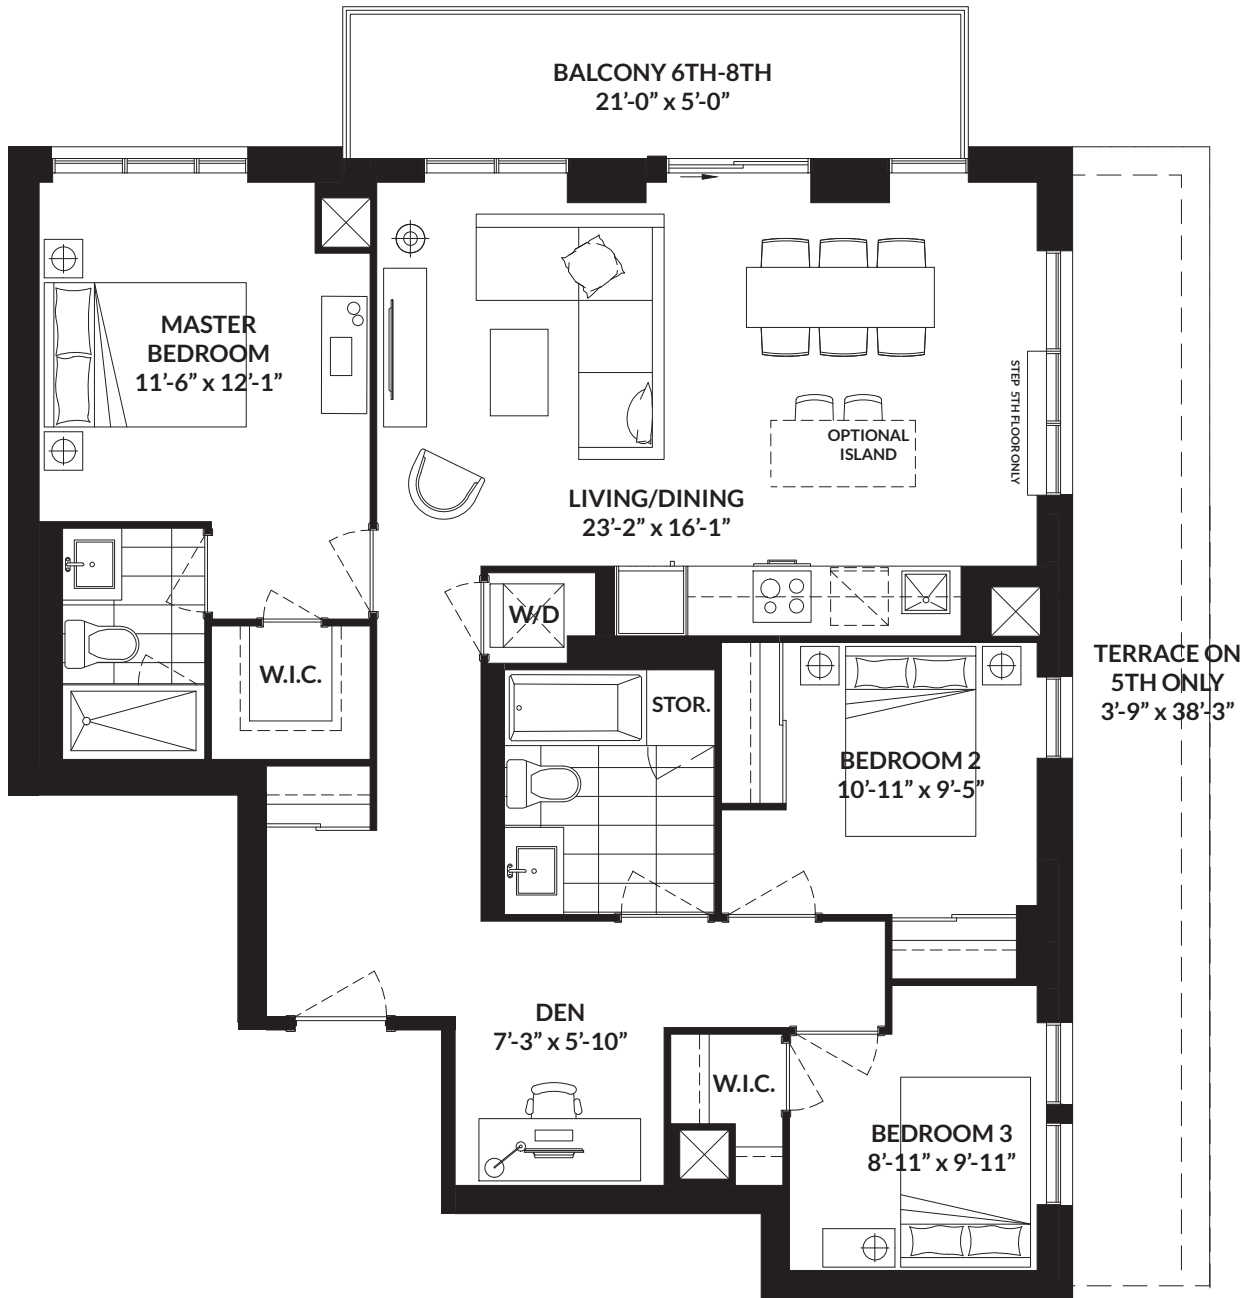 BALCONY 6TH-8TH
21’-0” x 5’-0”
MASTER
BEDROOM
11’-6” x 12’-1”
STEP 5TH FLOOR ONLY
OPTIONAL
ISLAND
LIVING/DINING
23’-2” x 16’-1”
W/D
W.I.C.
STOR.
TERRACE ON
5TH ONLY
3’-9” x 38’-3”
BEDROOM 2
10’-11” x 9’-5”
DEN
7’-3” x 5’-10”
W.I.C.
BEDROOM 3
8’-11” x 9’-11”